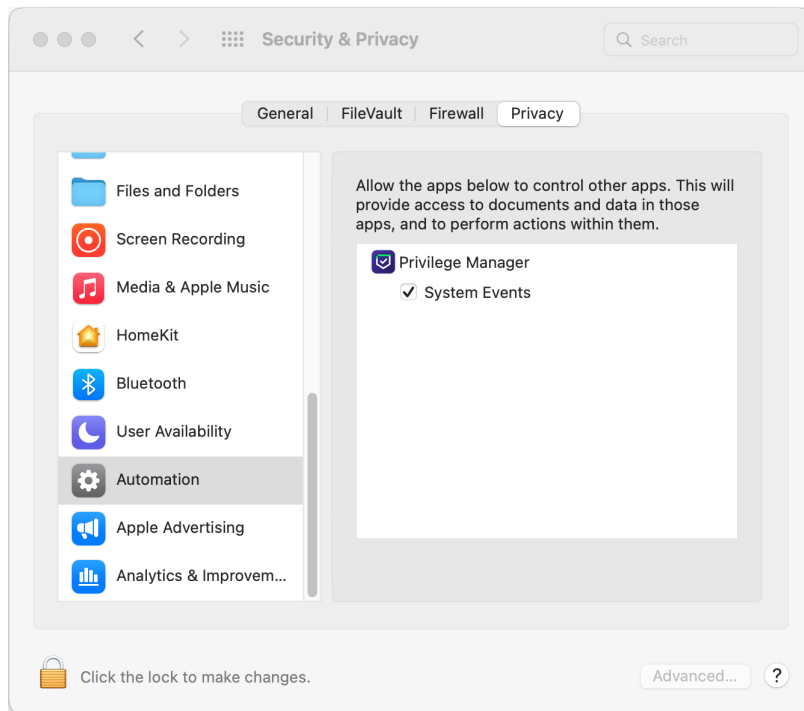 Security & Privacy
Search
General
FileVault
Firewall
Privacy
Files and Folders
Screen Recording
Media & Apple Music
HomeKit
Bluetooth
User Availability
Automation
Apple Advertising
Analytics & Improvem...
Allow the apps below to control other apps. This will
provide access to documents and data in those
apps, and to perform actions within them.
Privilege Manager
System Events
Click the lock to make changes.
Advanced...
?